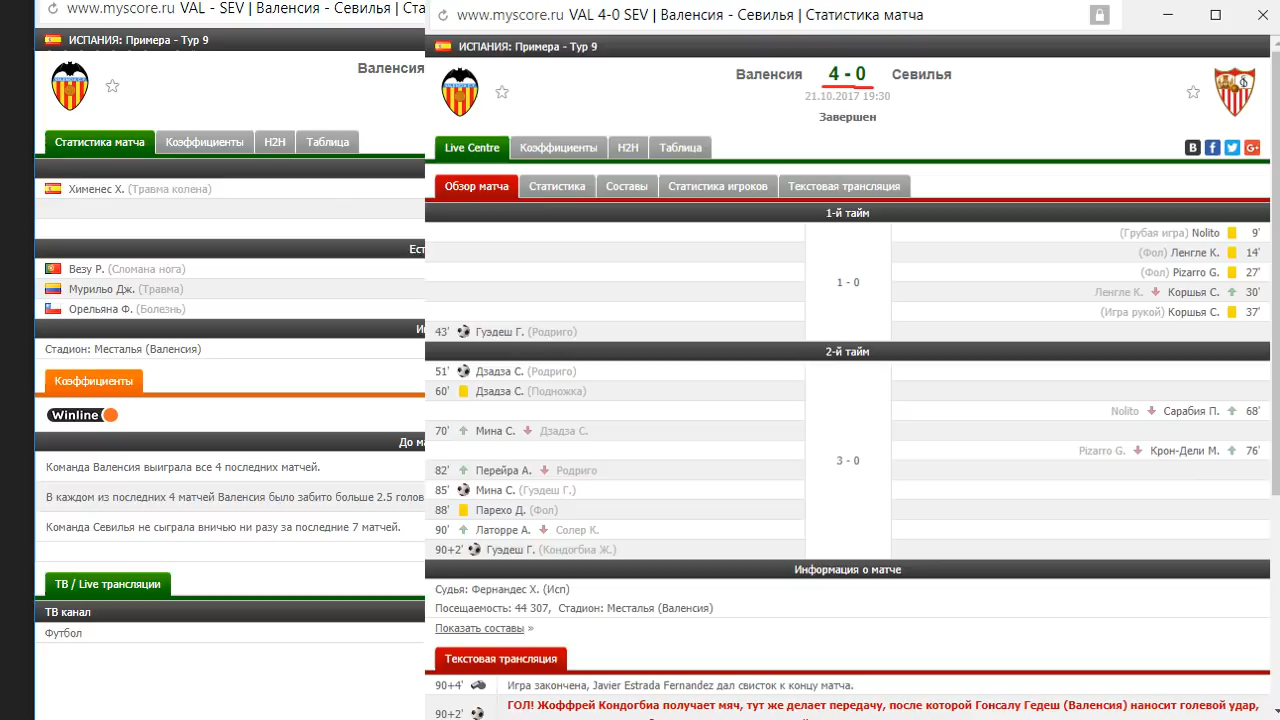 www.myscore.ru VAL - SEV | Валенсия - Севилья | Ста
ИСПАНИЯ: Примера - Тур 9
Валенсия
Статистика матча Коэффициенты H2H Таблица
Хименес Х. (Травма колена)
Ест
Везу Р. (Сломана нога)
Мурильо Дж. (Травма)
Орельяна Ф. (Болезнь)
И
Стадион: Месталья (Валенсия)
Коэффициенты
Winline
До ма
Команда Валенсия выиграла все 4 последних матчей.
В каждом из последних 4 матчей Валенсия было забито больше 2.5 голов
Команда Севилья не сыграла вничью ни разу за последние 7 матчей.
ТВ / Live трансляции
ТВ канал
Футбол
www.myscore.ru VAL 4-0 SEV | Валенсия - Севилья | Статистика матча
ИСПАНИЯ: Примера - Тур 9
Валенсия 4 - 0 Севилья
21.10.2017 19:30
Завершен
Live Centre Коэффициенты H2H Таблица
Обзор матча Статистика Составы Статистика игроков Текстовая трансляция
1-й тайм
(Грубая игра) Nolito 9'
(Фол) Ленгле К. 14'
(Фол) Pizarro G. 27'
1 - 0
Ленгле К. Коршья С. 30'
(Игра рукой) Коршья С. 37'
43' Гуэдеш Г. (Родриго)
2-й тайм
51' Дзадза С. (Родриго)
60' Дзадза С. (Подножка)
Nolito Сарабия П. 68'
70' Мина С. Дзадза С.
Pizarro G. Крон-Дели М. 76'
3 - 0
82' Перейра А. Родриго
85' Мина С. (Гуэдеш Г.)
88' Парехо Д. (Фол)
90' Латорре А. Солер К.
90+2' Гуэдеш Г. (Кондогбиа Ж.)
Информация о матче
Судья: Фернандес Х. (Исп)
Посещаемость: 44 307, Стадион: Месталья (Валенсия)
Показать составы »
Текстовая трансляция
90+4' Игра закончена, Javier Estrada Fernandez дал свисток к концу матча.
90+2' ГОЛ! Жоффрей Кондогбиа получает мяч, тут же делает передачу, после которой Гонсалу Гедеш (Валенсия) наносит голевой удар,